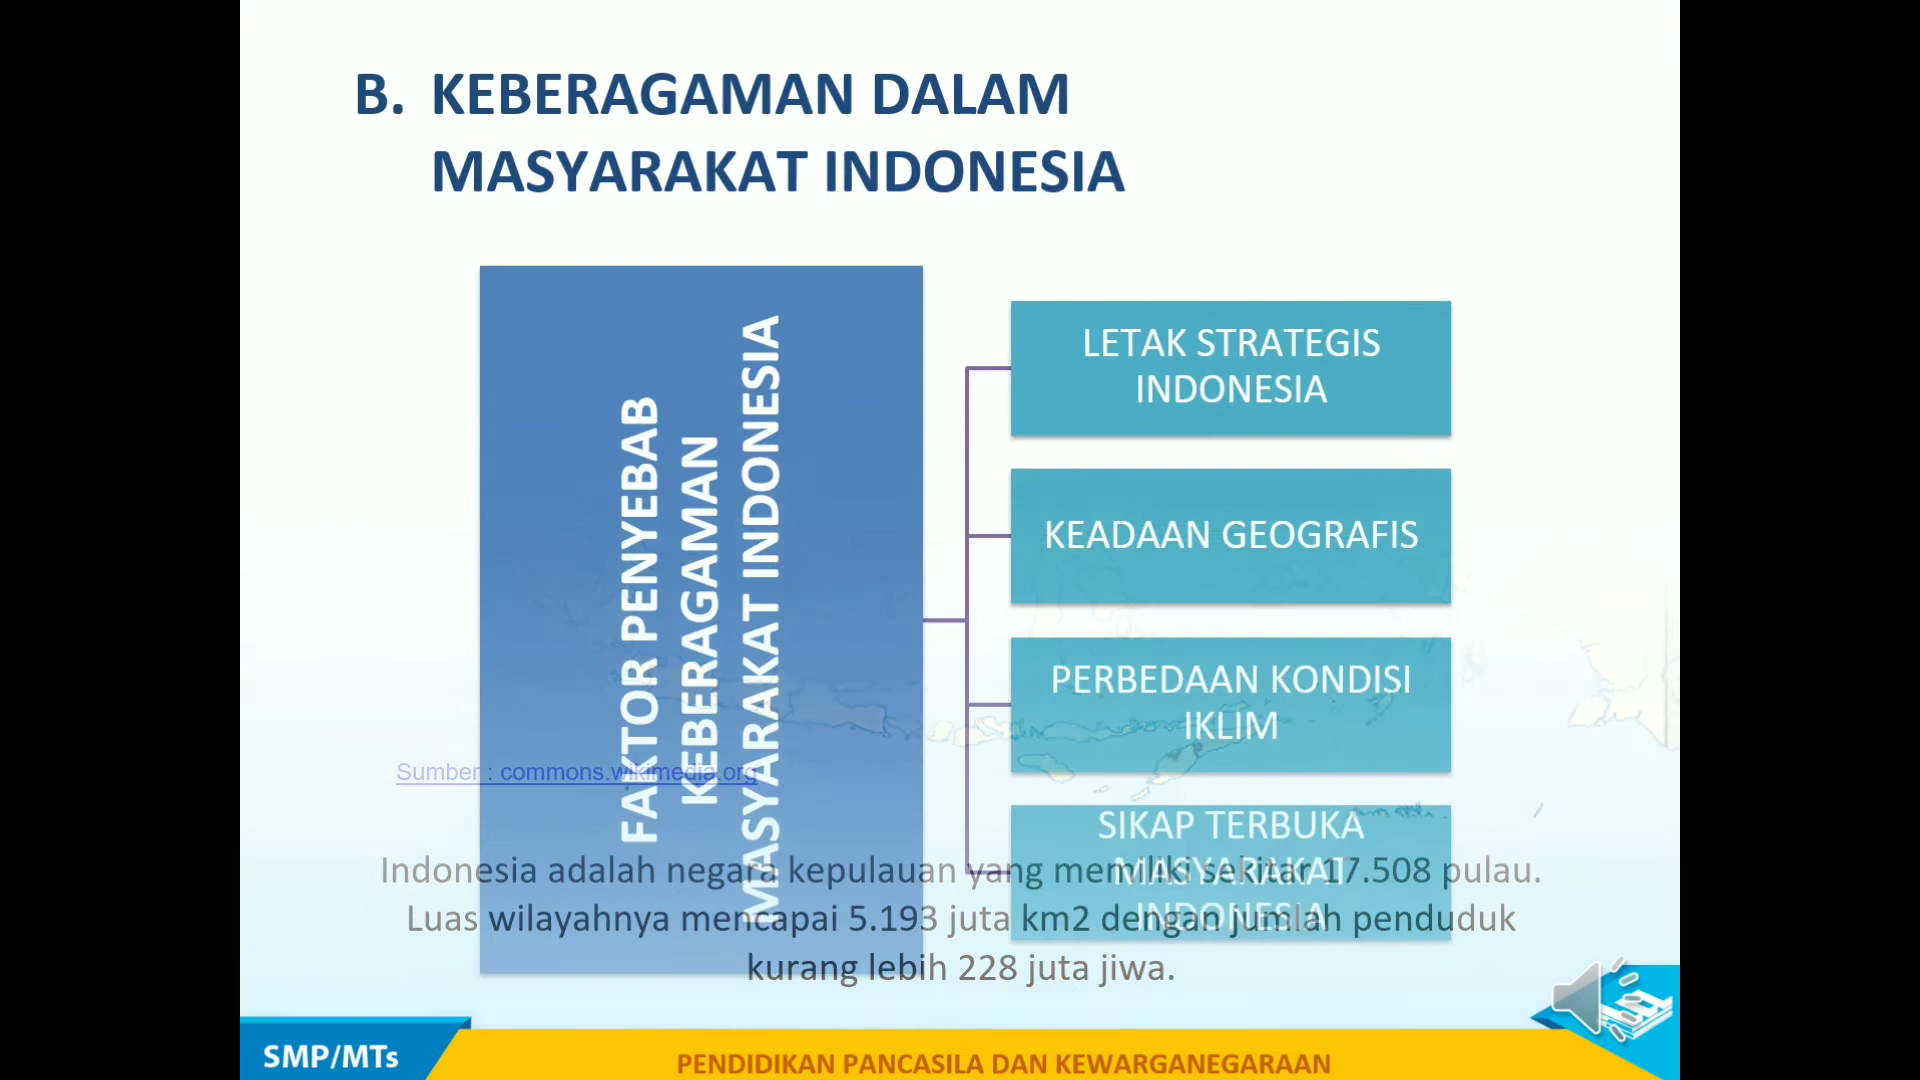 B. KEBERAGAMAN DALAM
MASYARAKAT INDONESIA
FAKTOR PENYEBAB
KEBERAGAMAN
MASYARAKAT INDONESIA
LETAK STRATEGIS
INDONESIA
KEADAAN GEOGRAFIS
PERBEDAAN KONDISI
IKLIM
SIKAP TERBUKA
MASYARAKAT
INDONESIA
Sumber : commons.wikimedia.org
Indonesia adalah negara kepulauan yang memiliki sekitar 17.508 pulau.
Luas wilayahnya mencapai 5.193 juta km2 dengan jumlah penduduk
kurang lebih 228 juta jiwa.
SMP/MTs
PENDIDIKAN PANCASILA DAN KEWARGANEGARAAN